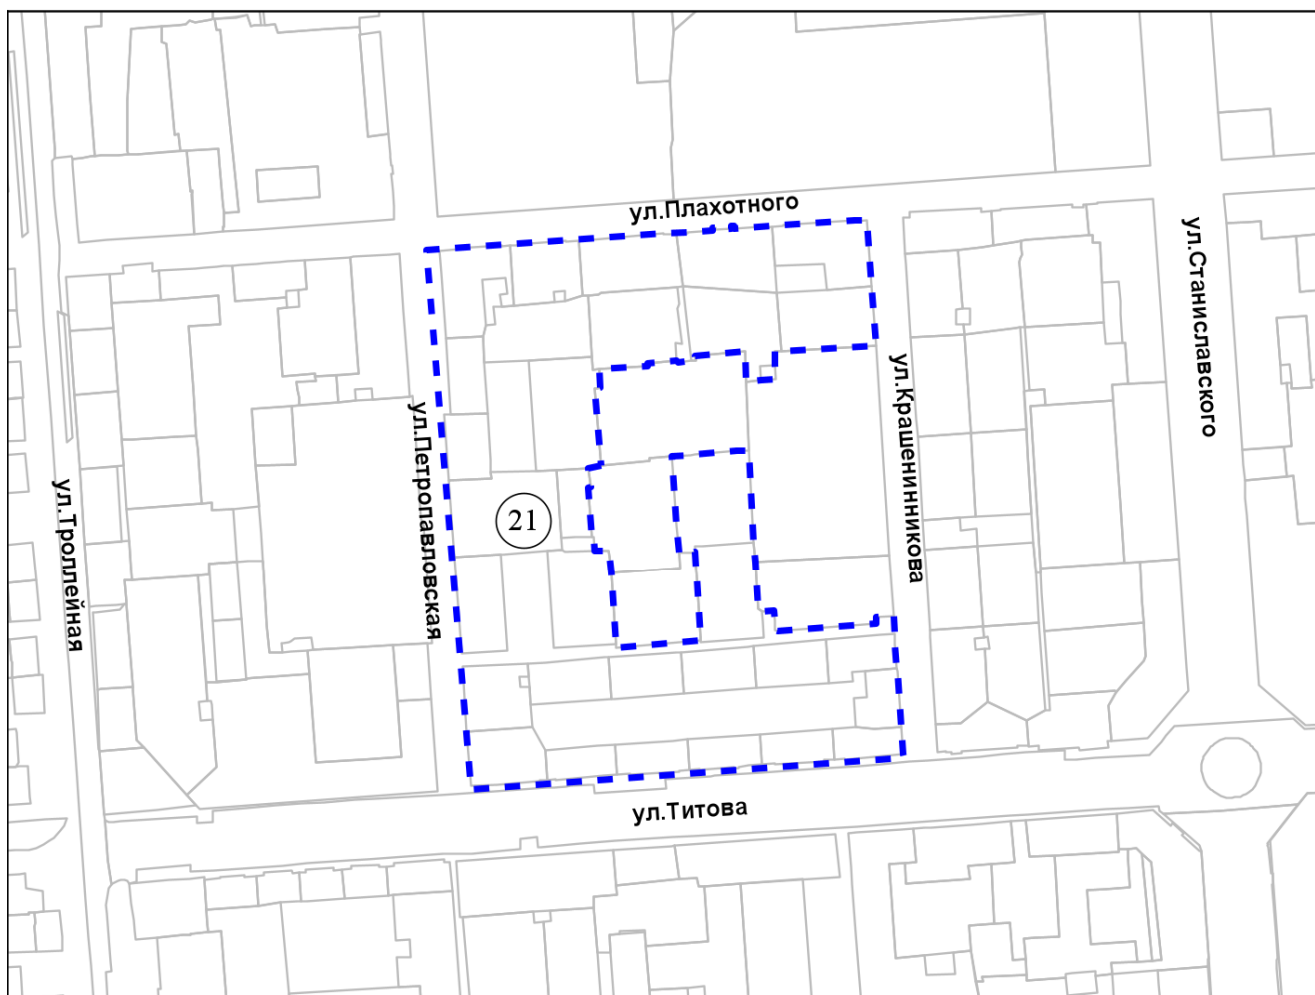 ул.Плахотного
ул.Станиславского
ул.Крашенинникова
ул.Петропавловская
ул.Троллейная
21
ул.Титова